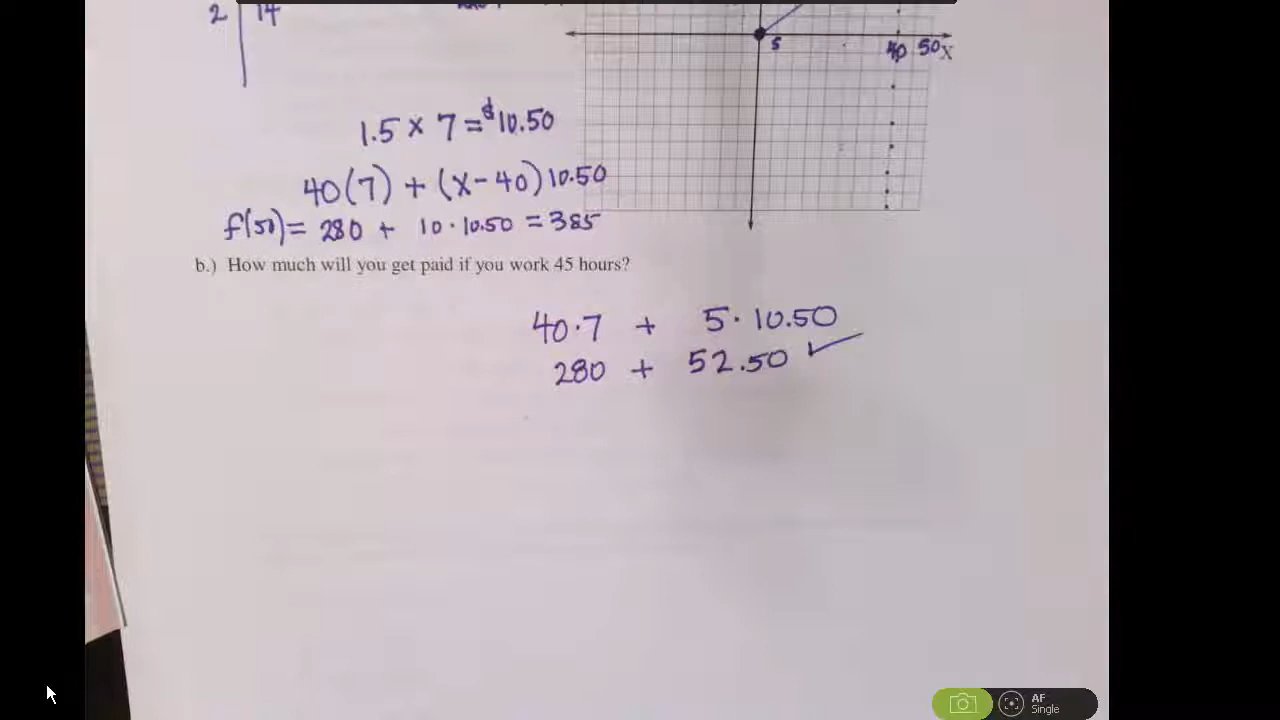 2 14
5 40 50 X
1.5 × 7 = $10.50
40(7) + (x - 40) 10.50
f(50) = 280 + 10 · 10.50 = 385
b.) How much will you get paid if you work 45 hours?
40 · 7 + 5 · 10.50
280 + 52.50
AF
Single